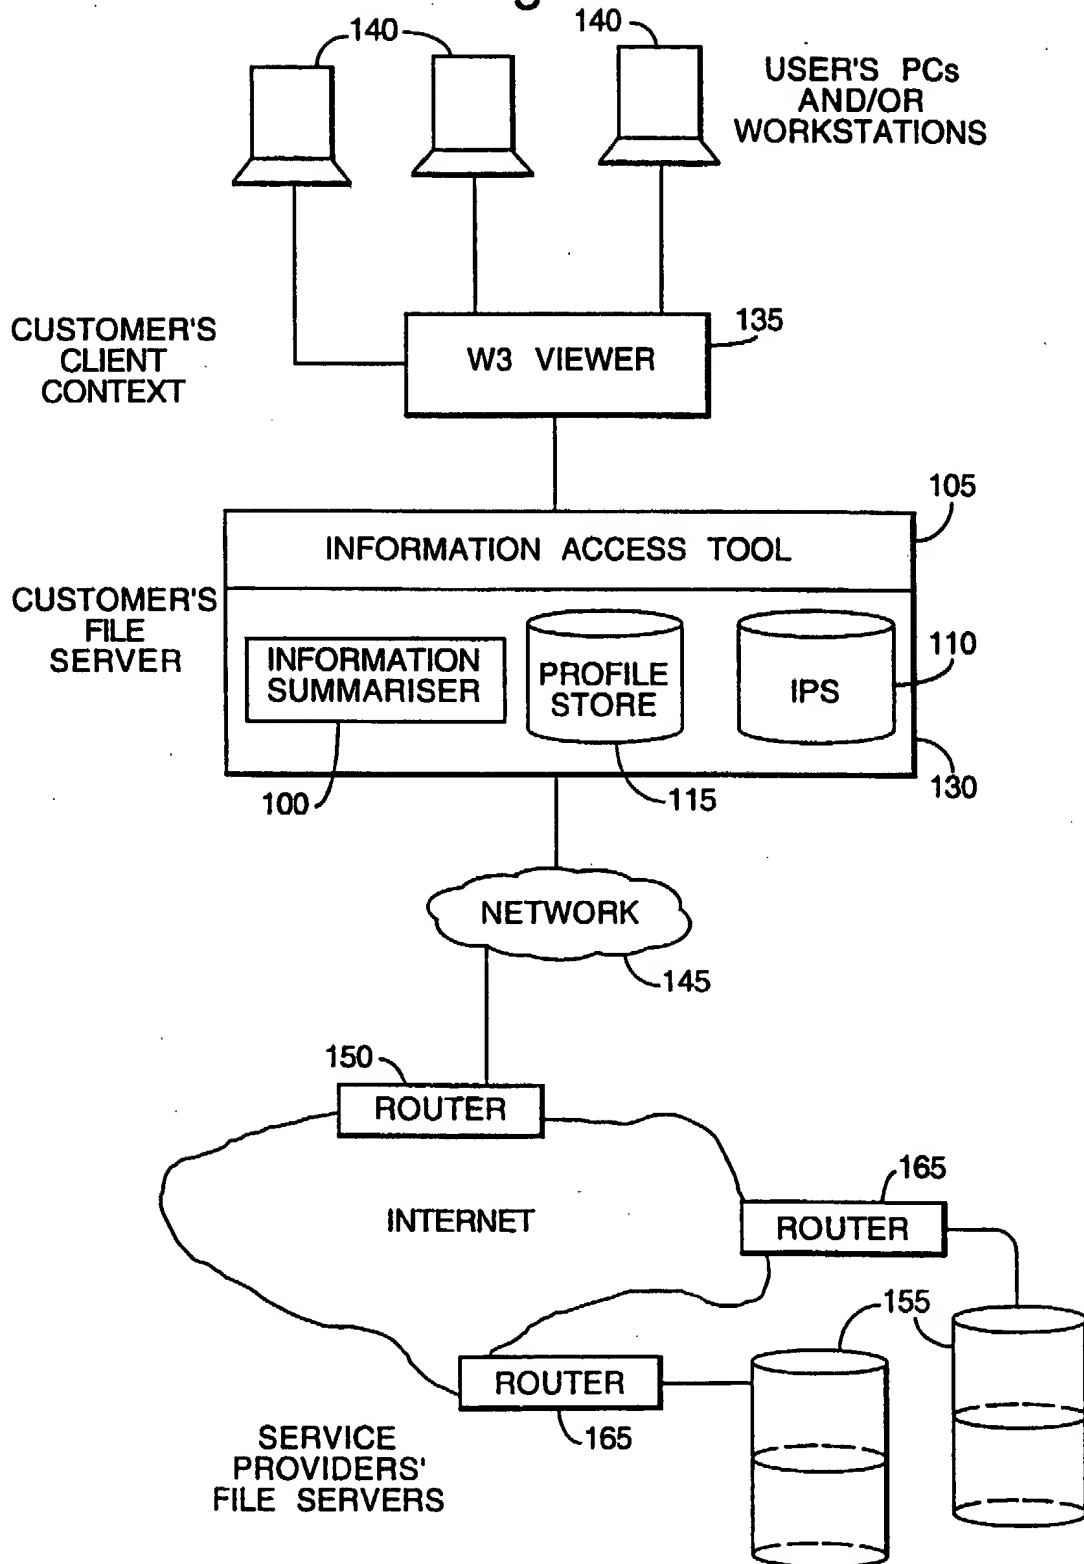 140
140
USER'S PCs
AND/OR
WORKSTATIONS
CUSTOMER'S
CLIENT
CONTEXT
W3 VIEWER
135
105
INFORMATION ACCESS TOOL
CUSTOMER'S
FILE
SERVER
INFORMATION
SUMMARISER
PROFILE
STORE
IPS
110
100
115
130
NETWORK
145
150
ROUTER
INTERNET
165
ROUTER
155
ROUTER
165
SERVICE
PROVIDERS'
FILE SERVERS